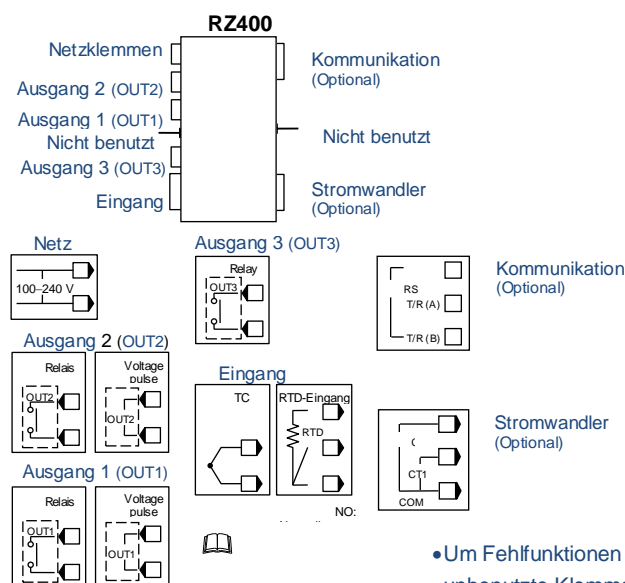 RZ400
Netzklemmen
Ausgang 2 (OUT2)
Ausgang 1 (OUT1)
Nicht benutzt
Ausgang 3 (OUT3)
Eingang
Kommunikation
(Optional)
Nicht benutzt
Stromwandler
(Optional)
Netz
100–240 V
Ausgang 3 (OUT3)
Relay
OUT3
RS
T/R (A)
T/R (B)
Kommunikation
(Optional)
Ausgang 2 (OUT2)
Relais
OUT2
Voltage
pulse
OUT2
Eingang
TC
RTD-Eingang
RTD
NO:
CT1
COM
Stromwandler
(Optional)
Ausgang 1 (OUT1)
Relais
OUT1
Voltage
pulse
OUT1
•Um Fehlfunktionen